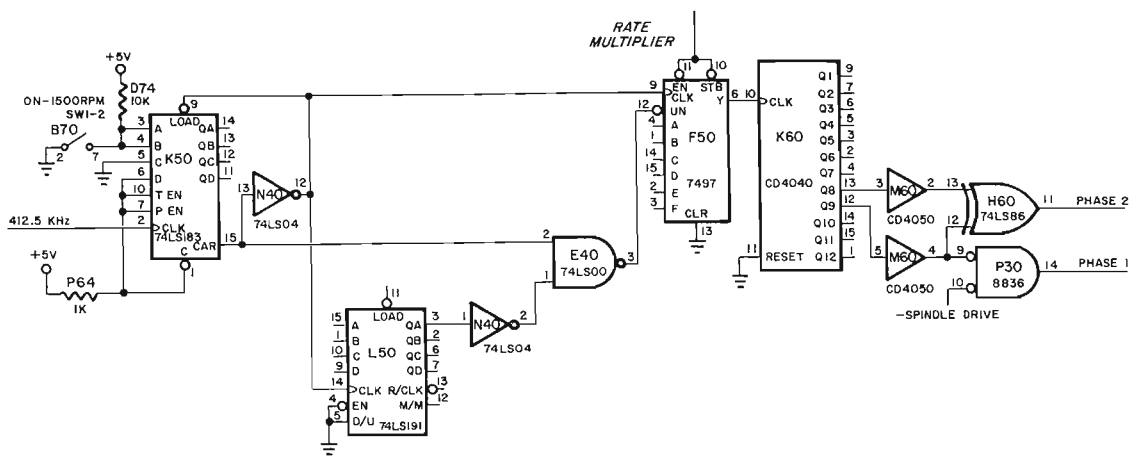 RATE
MULTIPLIER
+5V
D74
10K
ON-1500RPM
SW1-2
B70
2 7
412.5 KHz
+5V
P64
1K
9
LOAD
3 A QA 14
4 B QB 13
5 C K50 QC 12
6 D QD 11
10 T EN
7 P EN
2 CLK
74LS183
CAR 15
C
1
13 N40 12
74LS04
11
LOAD
15 A QA 3
1 B QB 2
10 C L50 QC 6
9 D QD 7
14 CLK R/CLK 13
4 EN M/M 12
5 D/U 74LS191
1 N40 2
74LS04
2
E40
74LS00
1
3
11 10
EN STB
9 CLK Y 6
12 UN
4 A F50
1 B
14 C
15 D 7497
2 E
3 F
CLR
13
10 CLK
K60
CD4040
11 RESET
Q1 9
Q2 7
Q3 6
Q4 5
Q5 3
Q6 2
Q7 4
Q8 13
Q9 12
Q10 14
Q11 15
Q12 1
3 M60 2
CD4050
5 M60 4
CD4050
13
H60
74LS86
12
11 PHASE 2
9
P30
8836
10
14 PHASE 1
-SPINDLE DRIVE